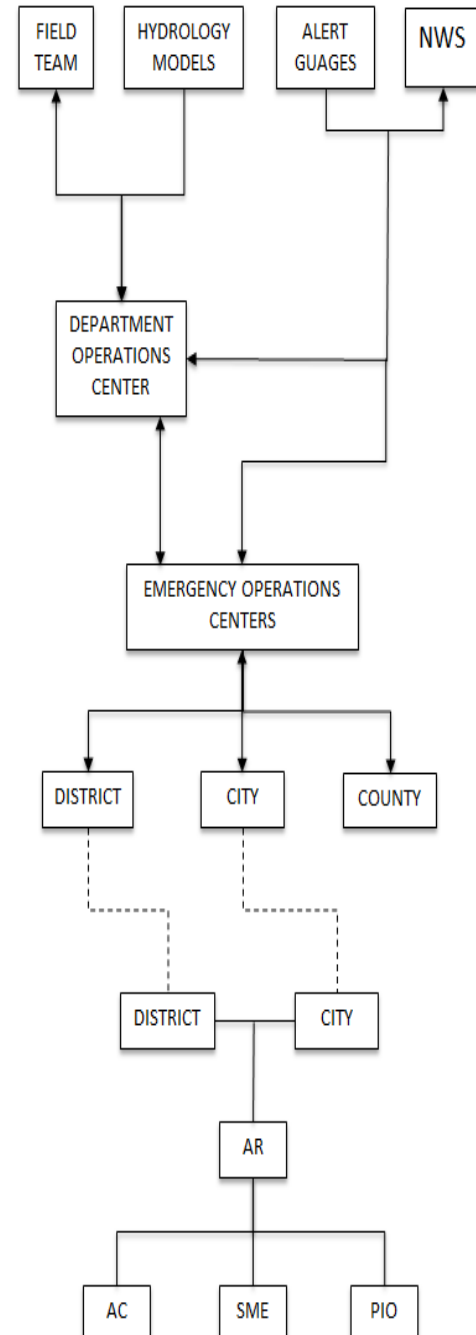 FIELD
TEAM
HYDROLOGY
MODELS
ALERT
GUAGES
NWS
DEPARTMENT
OPERATIONS
CENTER
EMERGENCY OPERATIONS
CENTERS
DISTRICT
CITY
COUNTY
DISTRICT
CITY
AR
AC
SME
PIO